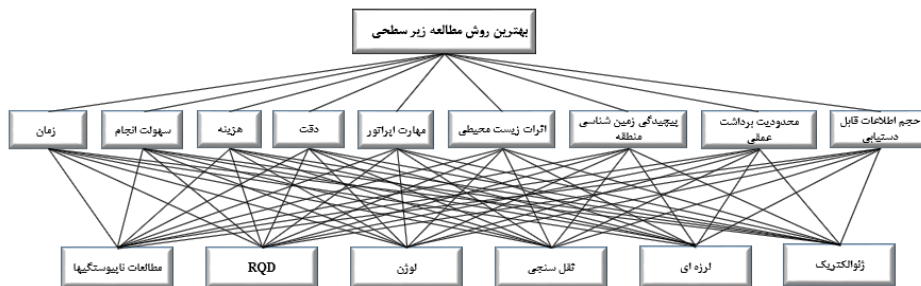 بهترین روش مطالعه زیر سطحی
حجم اطلاعات قابل
دستیابی
محدودیت برداشت
عمقی
پیچیدگی زمین شناسی
منطقه
اثرات زیست محیطی
مهارت اپراتور
دقت
هزینه
سهولت انجام
زمان
ژئوالکتریک
لرزه ای
ثقل سنجی
لوژن
RQD
مطالعات ناپیوستگیها